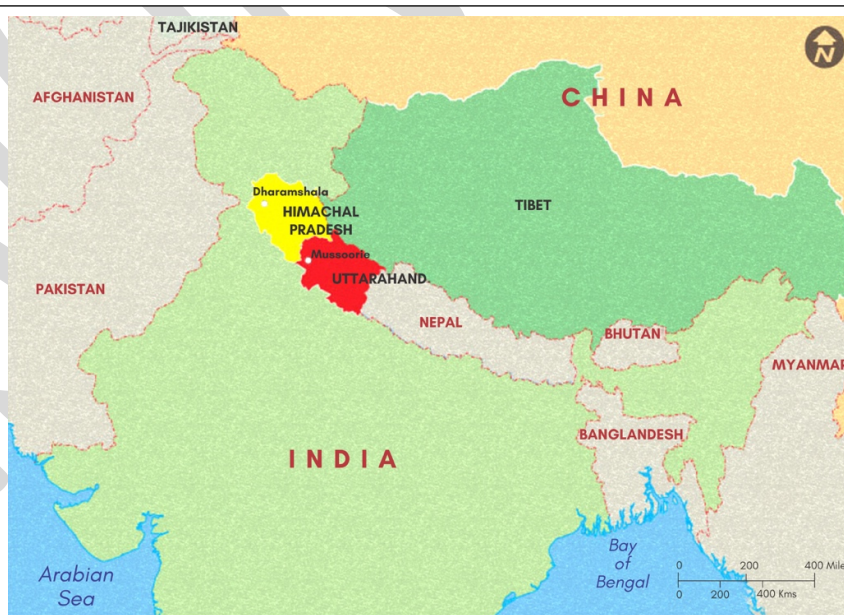 TAJIKISTAN
N
AFGHANISTAN
CHINA
Dharamshala
HIMACHAL
PRADESH
TIBET
Mussoorie
UTTARAHAND
PAKISTAN
NEPAL
BHUTAN
MYANMAR
BANGLADESH
INDIA
Arabian
Sea
Bay
of
Bengal
0 200 400 Mile
0 200 400 Kms